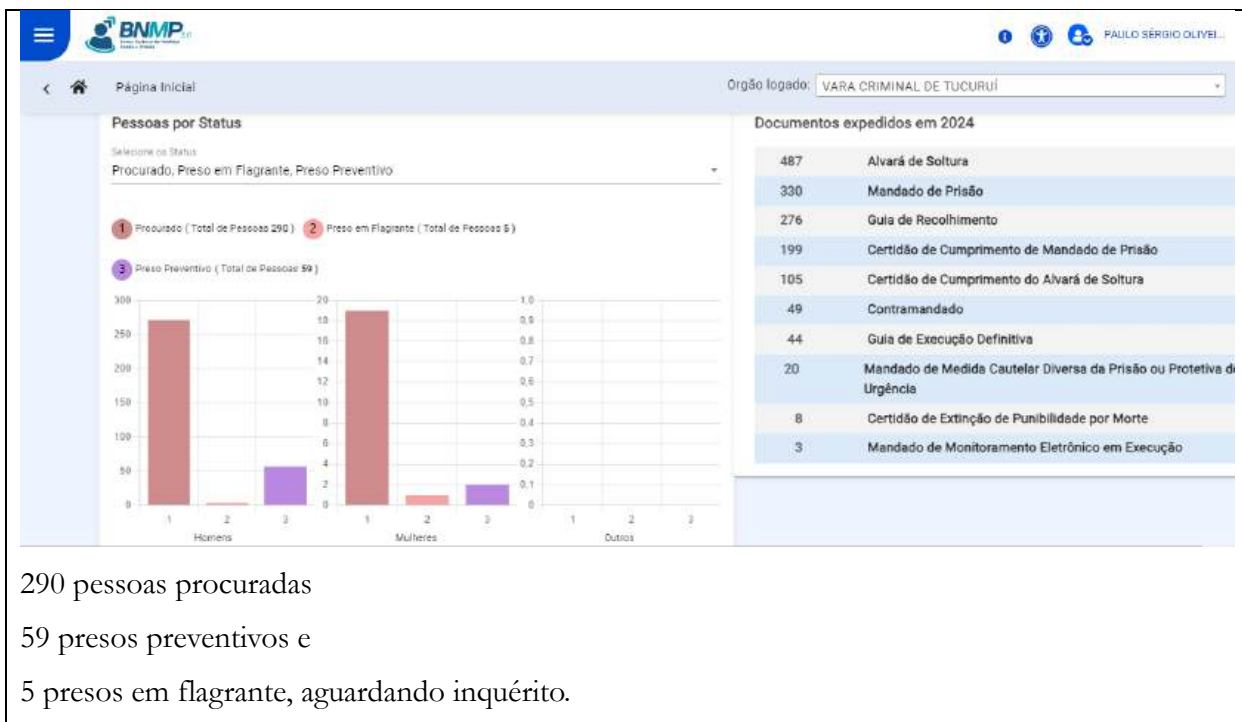 BNMP
PAULO SÉRGIO OLIVEI...
Página Inicial
Orgão logado: VARA CRIMINAL DE TUCURUÍ
Pessoas por Status
Selecione os Status
Procurado, Preso em Flagrante, Preso Preventivo
1 Procurado ( Total de Pessoas 290 ) 2 Preso em Flagrante ( Total de Pessoas 5 )
3 Preso Preventivo ( Total de Pessoas 59 )
300
250
200
150
100
50
0
1 2 3
Homens
20
18
16
14
12
10
8
6
4
2
0
1 2 3
Mulheres
1,0
0,9
0,8
0,7
0,6
0,5
0,4
0,3
0,2
0,1
0
1 2 3
Outros
Documentos expedidos em 2024
487 Alvará de Soltura
330 Mandado de Prisão
276 Guia de Recolhimento
199 Certidão de Cumprimento de Mandado de Prisão
105 Certidão de Cumprimento do Alvará de Soltura
49 Contramandado
44 Guia de Execução Definitiva
20 Mandado de Medida Cautelar Diversa da Prisão ou Protetiva de
Urgência
8 Certidão de Extinção de Punibilidade por Morte
3 Mandado de Monitoramento Eletrônico em Execução
290 pessoas procuradas
59 presos preventivos e
5 presos em flagrante, aguardando inquérito.